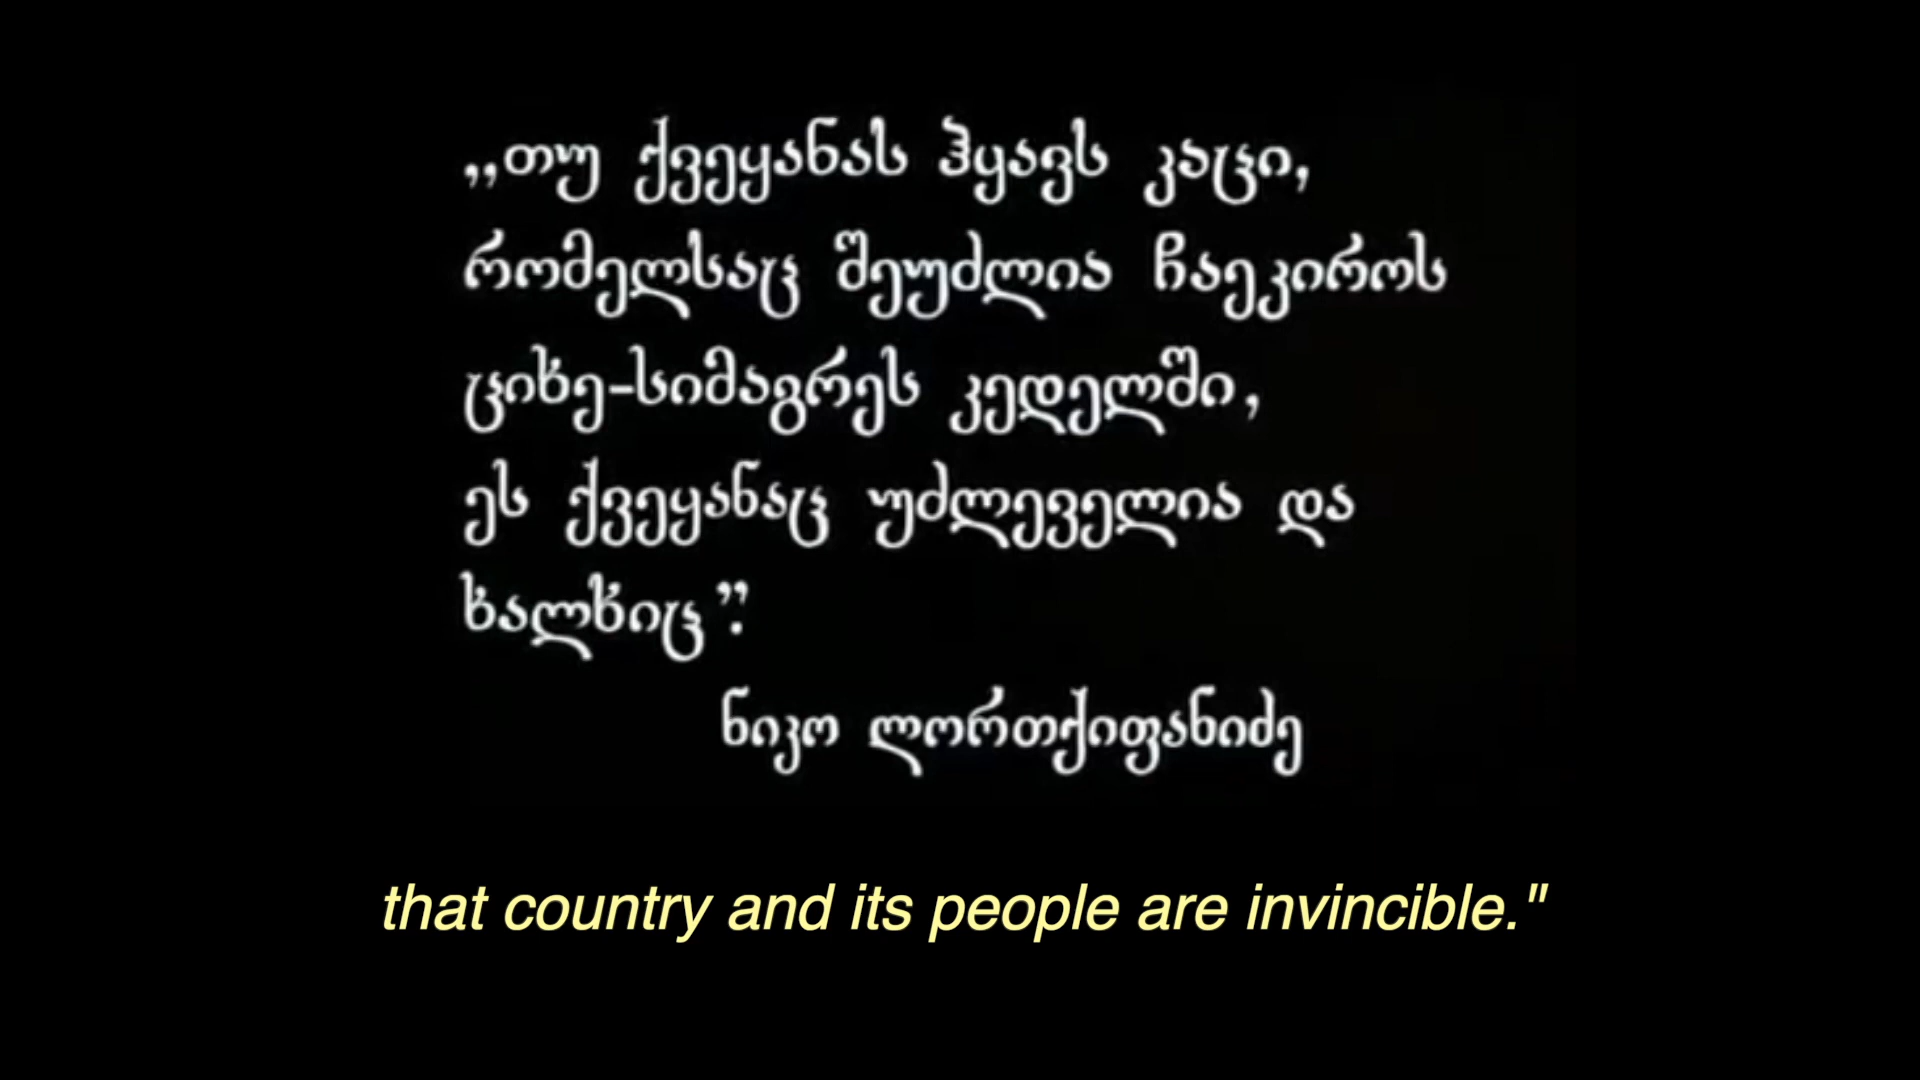 „თუ ქვეყანას ჰყავს კაცი,
რომელსაც შეუძლია ჩაეკიროს
ციხე-სიმაგრეს კედელში,
ეს ქვეყანაც უძლეველია და
ხალხიც”.
ნიკო ლორთქიფანიძე
that country and its people are invincible."